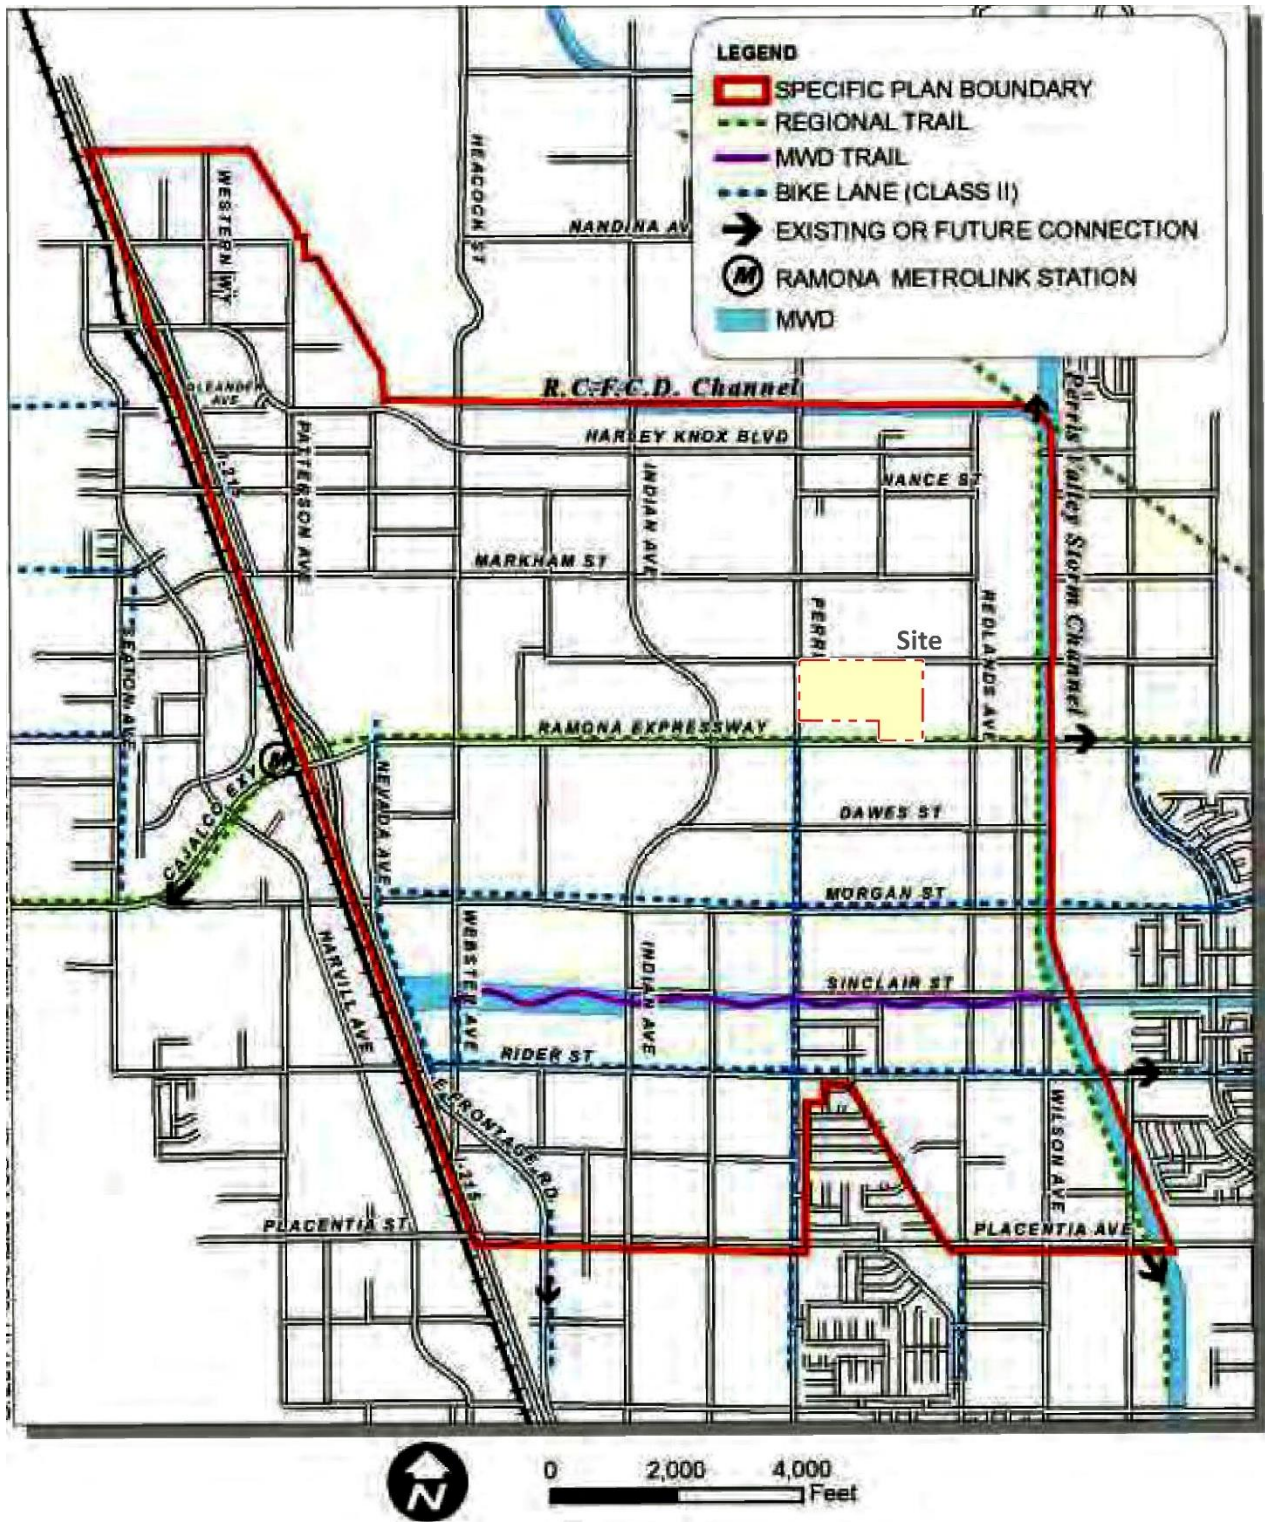 LEGEND
SPECIFIC PLAN BOUNDARY
REGIONAL TRAIL
MWD TRAIL
BIKE LANE (CLASS II)
EXISTING OR FUTURE CONNECTION
M RAMONA METROLINK STATION
MWD
HEACOCK ST
WESTERN WY
NANDINA AV
R.C.F.C.D. Channel
OLEANDER AVE
HARLEY KNOX BLVD
Perris Valley Storm Channel
PATTERSON AVE
I-215
INDIAN AVE
NANCE ST
MARKHAM ST
PERRI
REDLANDS AVE
SEATON AVE
Site
RAMONA EXPRESSWAY
M
CAJALCO EXY
NEVADA AVE
DAWES ST
MORGAN ST
HARVILL AVE
WEBSTER AVE
INDIAN AVE
SINCLAIR ST
RIDER ST
E. FRONTAGE RD
WILSON AVE
I-215
PLACENTIA ST
PLACENTIA AVE
N
0 2,000 4,000
Feet